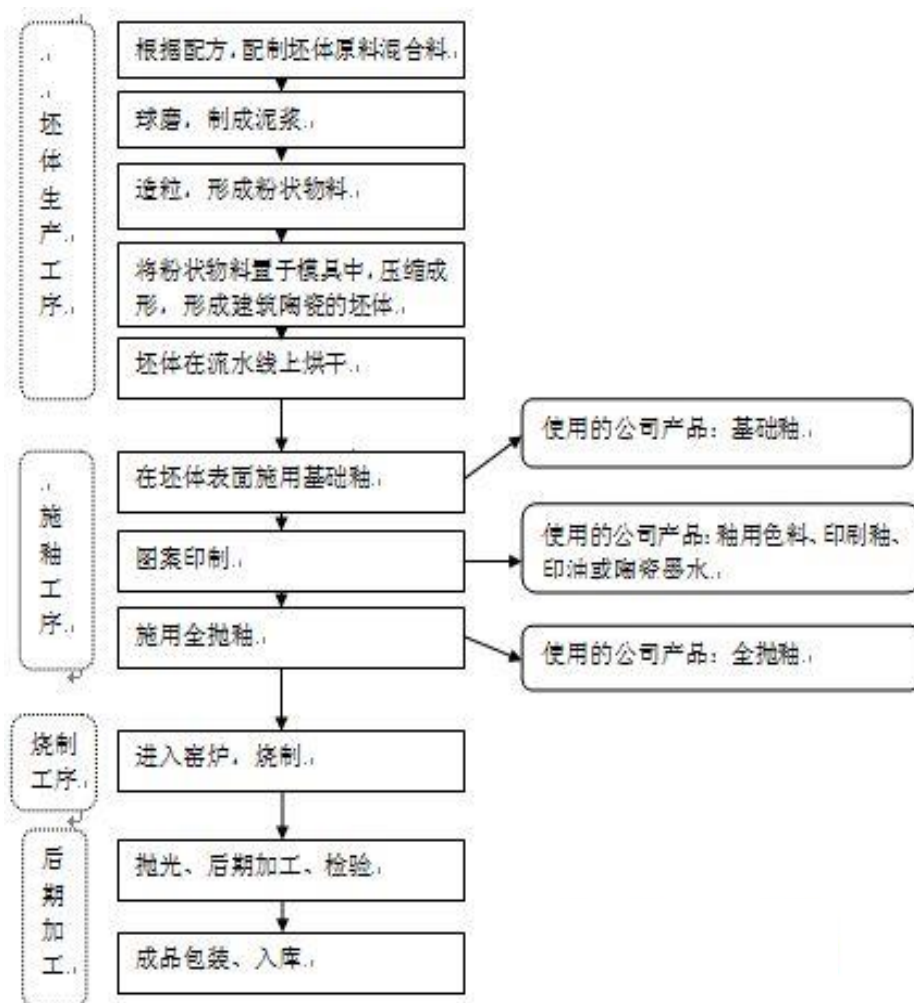 坯体生产工序
根据配方，配制坯体原料混合料
球磨，制成泥浆
造粒，形成粉状物料
将粉状物料置于模具中，压缩成
形，形成建筑陶瓷的坯体
坯体在流水线上烘干
施釉工序
在坯体表面施用基础釉
使用的公司产品：基础釉
图案印制
使用的公司产品：釉用色料、印刷釉、
印油或陶瓷墨水
施用全抛釉
使用的公司产品：全抛釉
烧制
工序
进入窑炉，烧制
后期加工
抛光、后期加工、检验
成品包装、入库